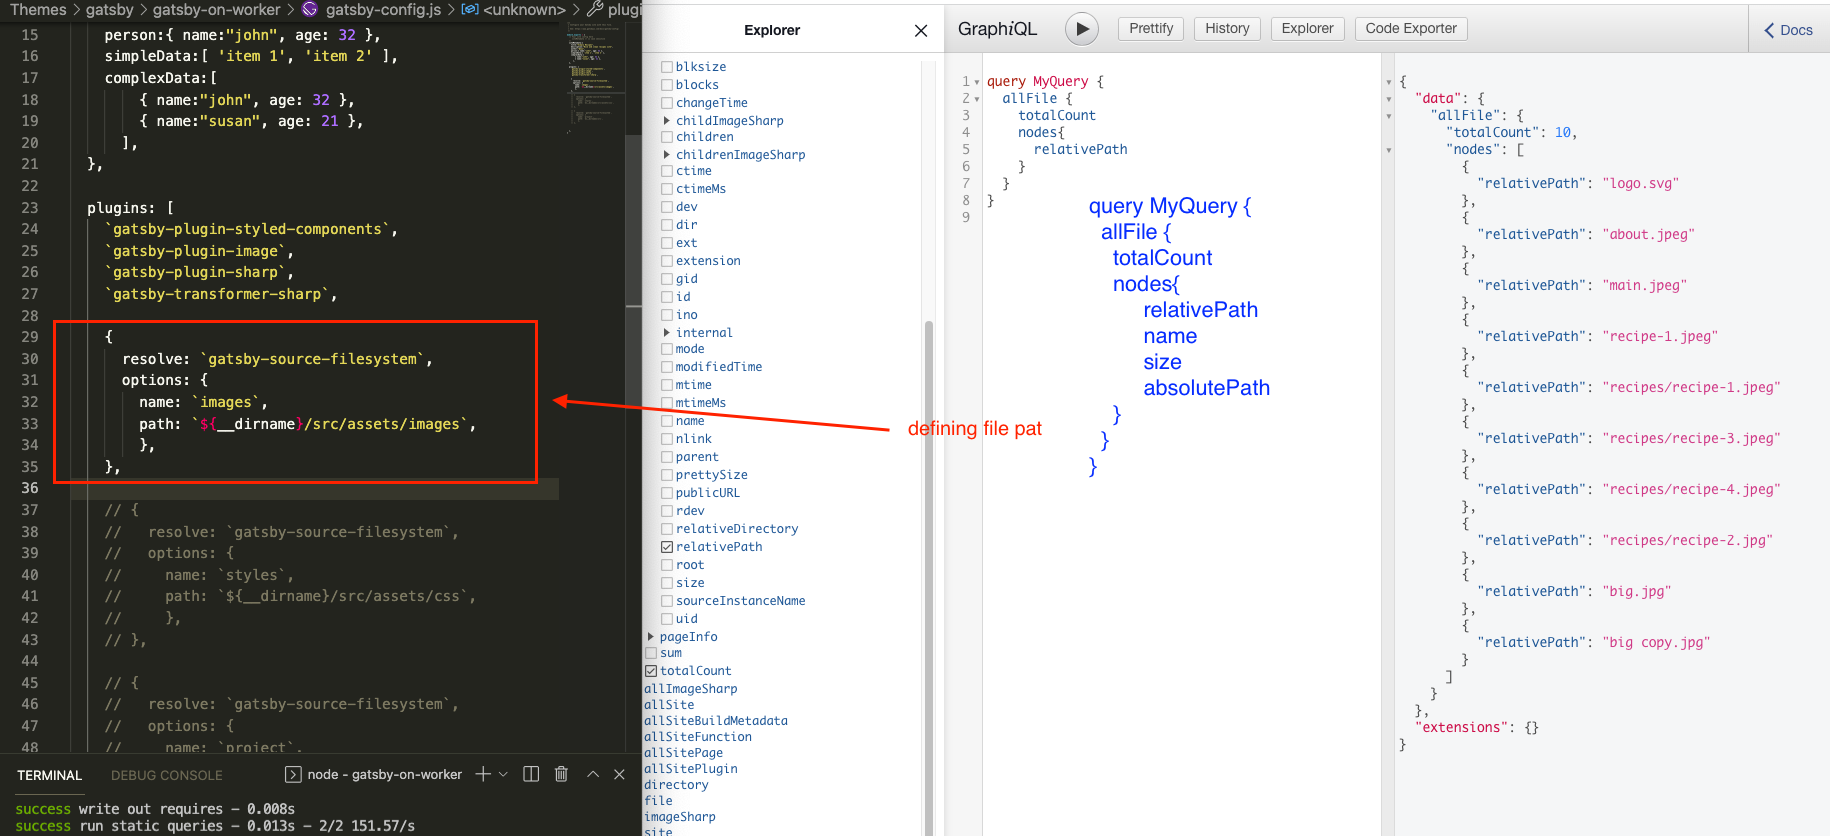 Themes > gatsby > gatsby-on-worker > gatsby-config.js > <unknown> > plugi
15 person:{ name:"john", age: 32 },
16 simpleData:[ 'item 1', 'item 2' ],
17 complexData:[
18 { name:"john", age: 32 },
19 { name:"susan", age: 21 },
20 ],
21 },
22
23 plugins: [
24 `gatsby-plugin-styled-components`,
25 `gatsby-plugin-image`,
26 `gatsby-plugin-sharp`,
27 `gatsby-transformer-sharp`,
28
29 {
30 resolve: `gatsby-source-filesystem`,
31 options: {
32 name: `images`,
33 path: `${__dirname}/src/assets/images`,
34 },
35 },
36
37 // {
38 // resolve: `gatsby-source-filesystem`,
39 // options: {
40 // name: `styles`,
41 // path: `${__dirname}/src/assets/css`,
42 // },
43 // },
44
45 // {
46 // resolve: `gatsby-source-filesystem`,
47 // options: {
48 // name: `project`,
TERMINAL DEBUG CONSOLE node - gatsby-on-worker
success write out requires - 0.008s
success run static queries - 0.013s - 2/2 151.57/s
Explorer
blksize
blocks
changeTime
childImageSharp
children
childrenImageSharp
ctime
ctimeMs
dev
dir
ext
extension
gid
id
ino
internal
mode
modifiedTime
mtime
mtimeMs
name
nlink
parent
prettySize
publicURL
rdev
relativeDirectory
relativePath
root
size
sourceInstanceName
uid
pageInfo
sum
totalCount
allImageSharp
allSite
allSiteBuildMetadata
allSiteFunction
allSitePage
allSitePlugin
directory
file
imageSharp
site
GraphiQL Prettify History Explorer Code Exporter < Docs
1 query MyQuery {
2 allFile {
3 totalCount
4 nodes{
5 relativePath
6 }
7 }
8 }
9
query MyQuery {
allFile {
totalCount
nodes{
relativePath
name
size
absolutePath
}
}
}
defining file pat
{
"data": {
"allFile": {
"totalCount": 10,
"nodes": [
{
"relativePath": "logo.svg"
},
{
"relativePath": "about.jpeg"
},
{
"relativePath": "main.jpeg"
},
{
"relativePath": "recipe-1.jpeg"
},
{
"relativePath": "recipes/recipe-1.jpeg"
},
{
"relativePath": "recipes/recipe-3.jpeg"
},
{
"relativePath": "recipes/recipe-4.jpeg"
},
{
"relativePath": "recipes/recipe-2.jpg"
},
{
"relativePath": "big.jpg"
},
{
"relativePath": "big copy.jpg"
}
]
}
},
"extensions": {}
}